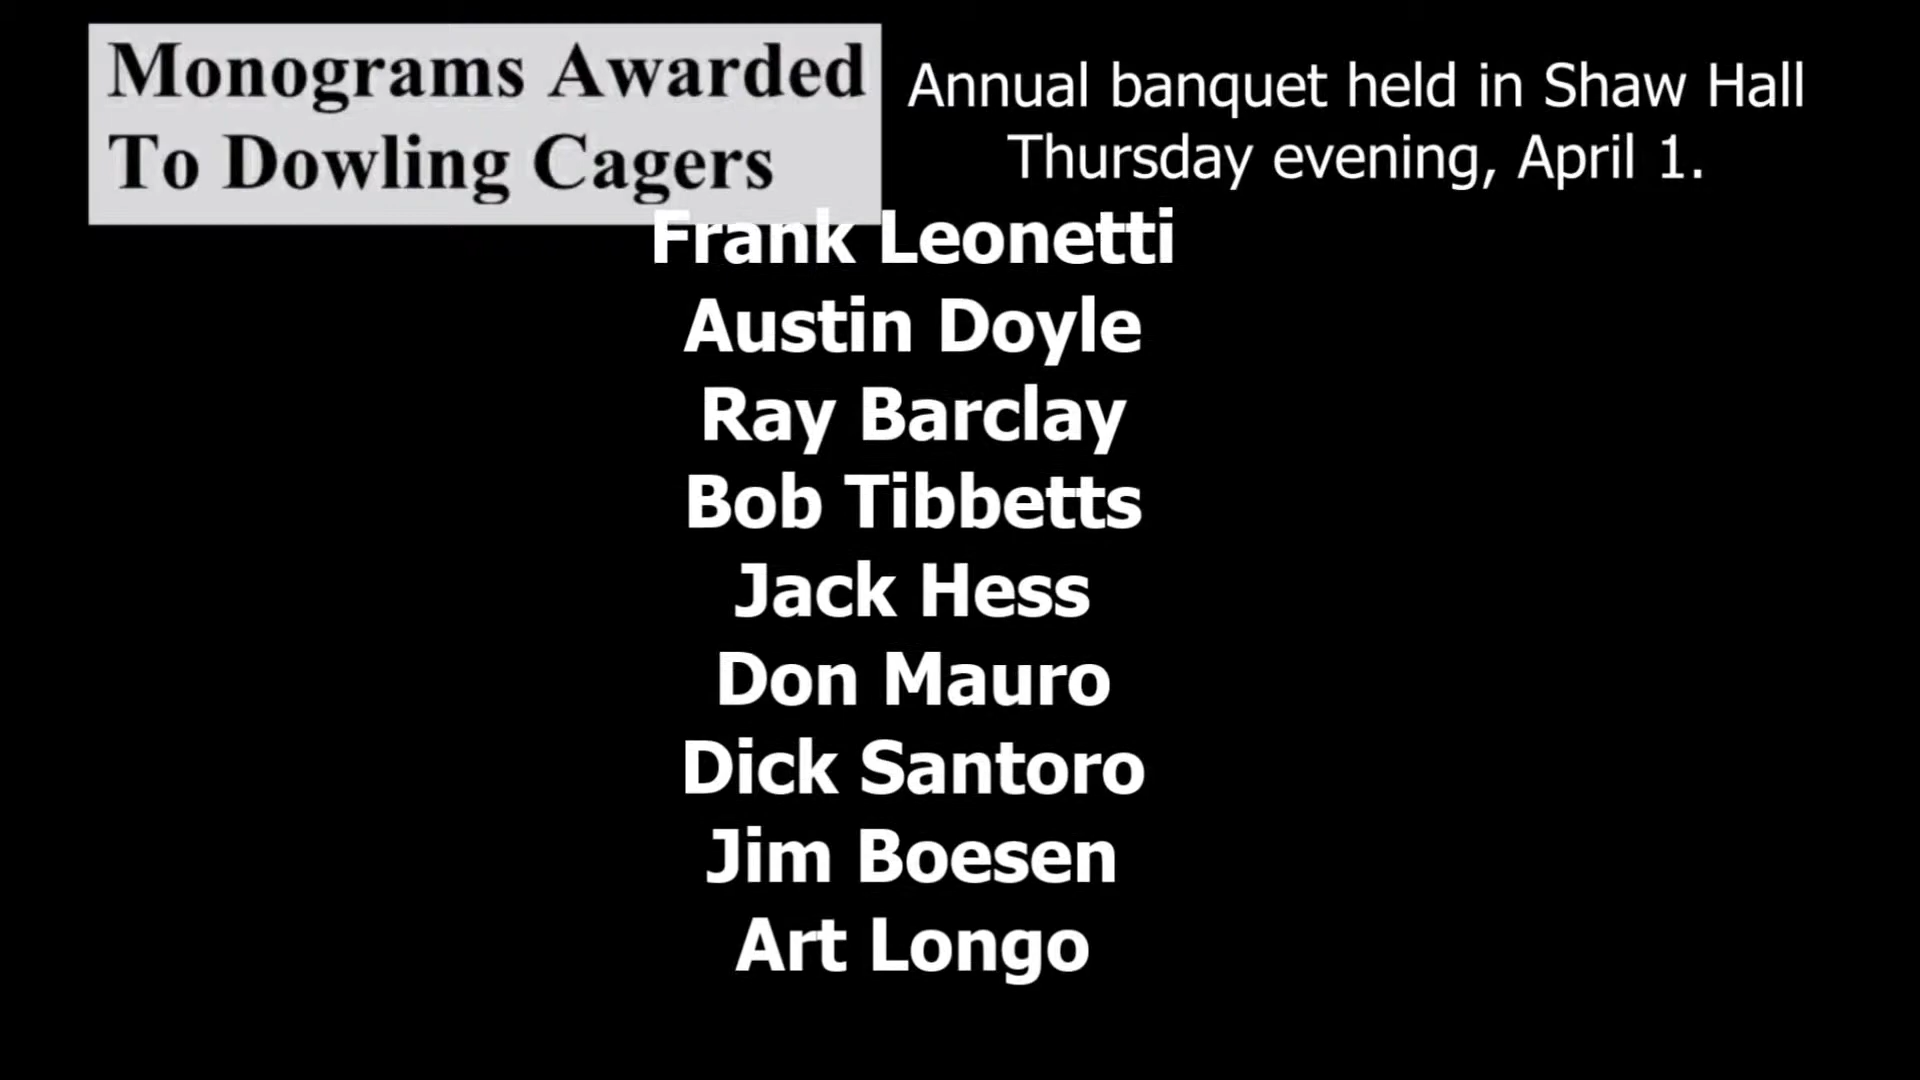 Monograms Awarded
To Dowling Cagers
Annual banquet held in Shaw Hall
Thursday evening, April 1.
Frank Leonetti
Austin Doyle
Ray Barclay
Bob Tibbetts
Jack Hess
Don Mauro
Dick Santoro
Jim Boesen
Art Longo